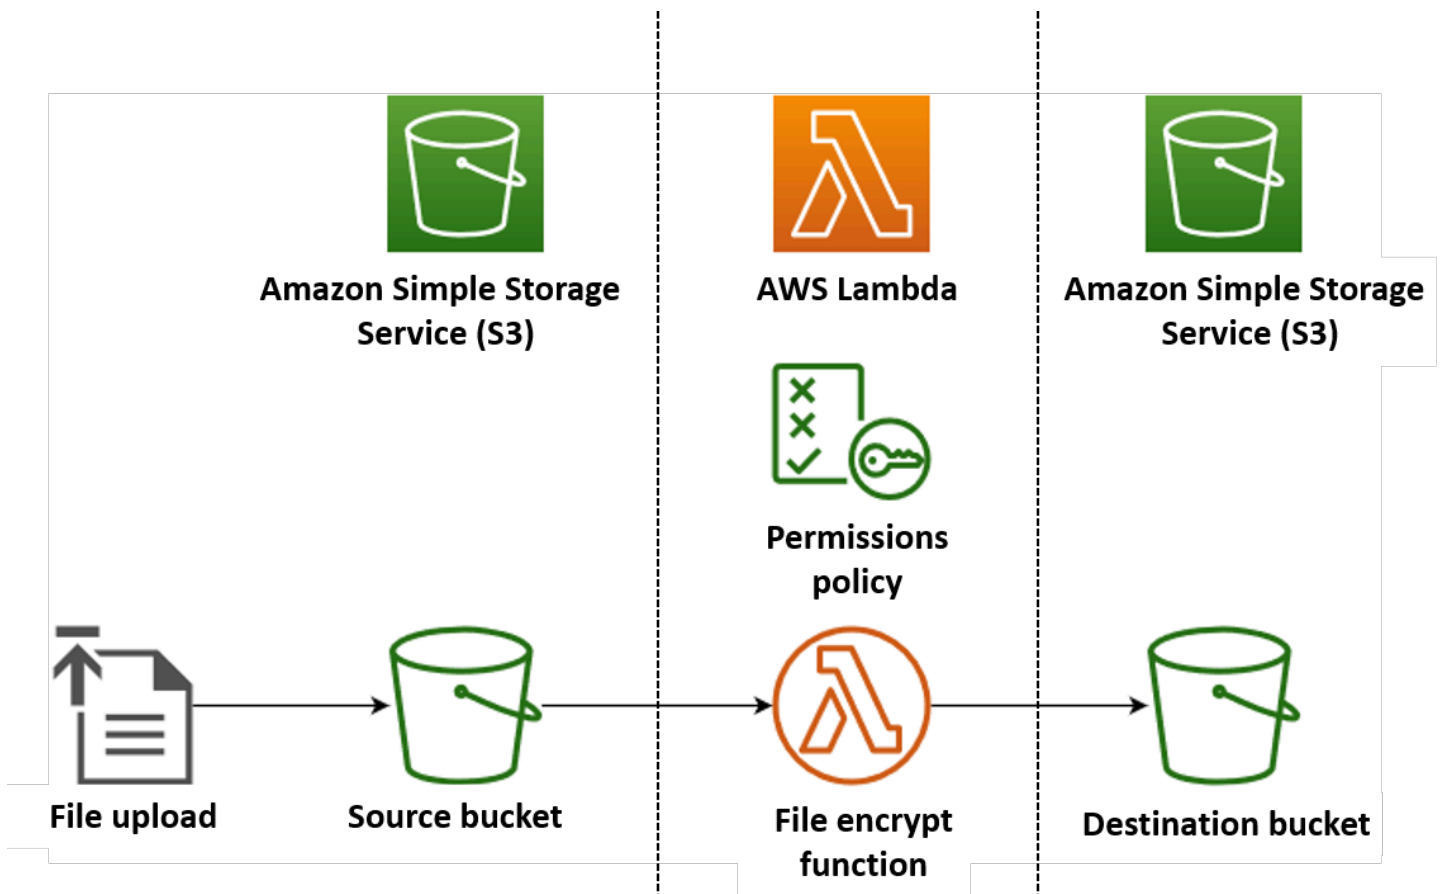 Amazon Simple Storage
Service (S3)
AWS Lambda
Amazon Simple Storage
Service (S3)
Permissions
policy
File upload
Source bucket
File encrypt
function
Destination bucket